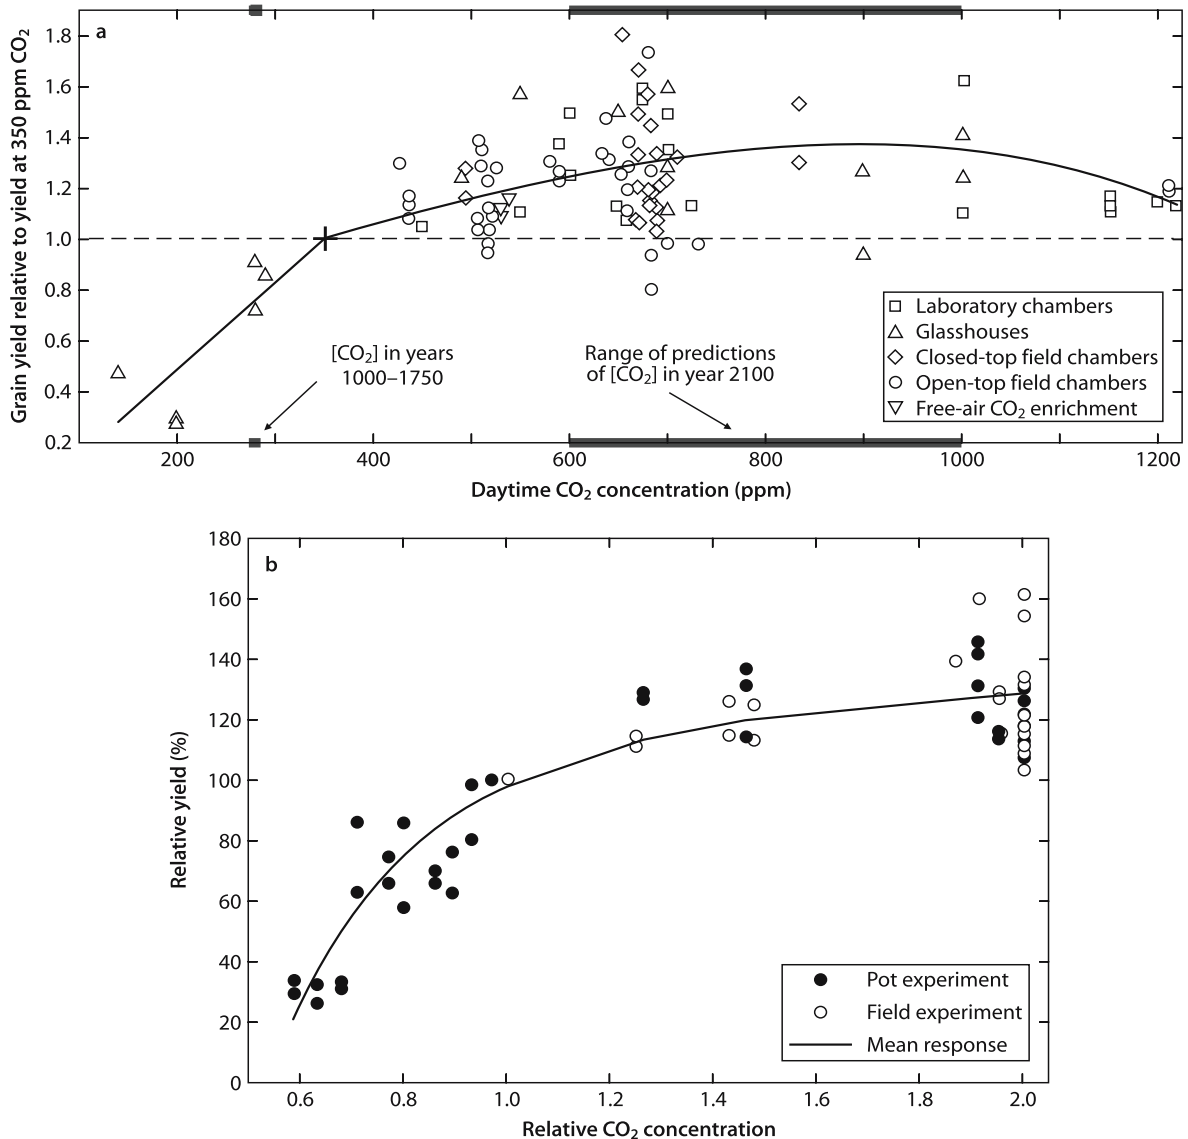 a
Grain yield relative to yield at 350 ppm CO₂
1.8
1.6
1.4
1.2
1.0
0.8
0.6
0.4
0.2
[CO₂] in years
1000–1750
Range of predictions
of [CO₂] in year 2100
Laboratory chambers
Glasshouses
Closed-top field chambers
Open-top field chambers
Free-air CO₂ enrichment
200 400 600 800 1000 1200
Daytime CO₂ concentration (ppm)
b
Relative yield (%)
180
160
140
120
100
80
60
40
20
0
Pot experiment
Field experiment
Mean response
0.6 0.8 1.0 1.2 1.4 1.6 1.8 2.0
Relative CO₂ concentration